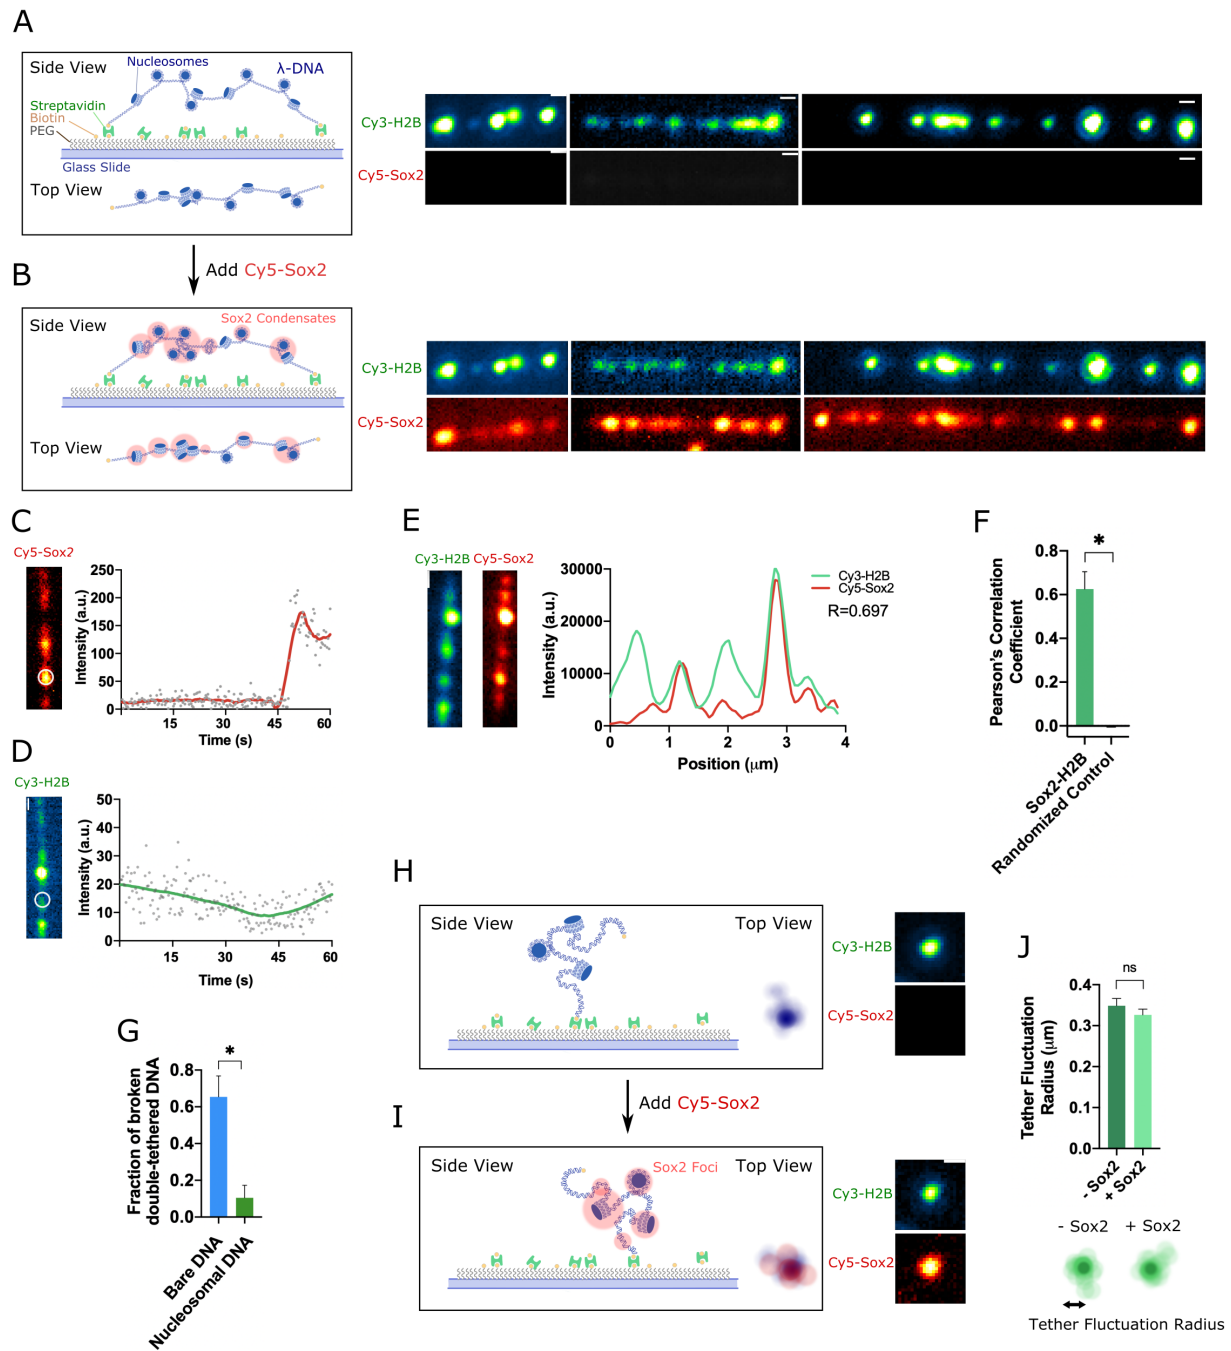 A
Side View
Nucleosomes
λ-DNA
Streptavidin
Biotin
PEG
Glass Slide
Top View
Cy3-H2B
Cy5-Sox2
Add Cy5-Sox2
B
Side View
Sox2 Condensates
Top View
Cy3-H2B
Cy5-Sox2
C
Cy5-Sox2
Intensity (a.u.)
250
200
150
100
50
0
15
30
45
60
Time (s)
D
Cy3-H2B
Intensity (a.u.)
50
40
30
20
10
0
15
30
45
60
Time (s)
E
Cy3-H2B
Cy5-Sox2
Intensity (a.u.)
30000
20000
10000
0
0
1
2
3
4
Position (μm)
Cy3-H2B
Cy5-Sox2
R=0.697
F
Pearson's Correlation
Coefficient
0.8
0.6
0.4
0.2
0.0
*
Sox2-H2B
Randomized Control
G
Fraction of broken
double-tethered DNA
0.8
0.6
0.4
0.2
0.0
*
Bare DNA
Nucleosomal DNA
H
Side View
Top View
Cy3-H2B
Cy5-Sox2
Add Cy5-Sox2
I
Side View
Sox2 Foci
Top View
Cy3-H2B
Cy5-Sox2
J
Tether Fluctuation
Radius (μm)
0.4
0.3
0.2
0.1
0.0
ns
- Sox2
+ Sox2
- Sox2
+ Sox2
Tether Fluctuation Radius